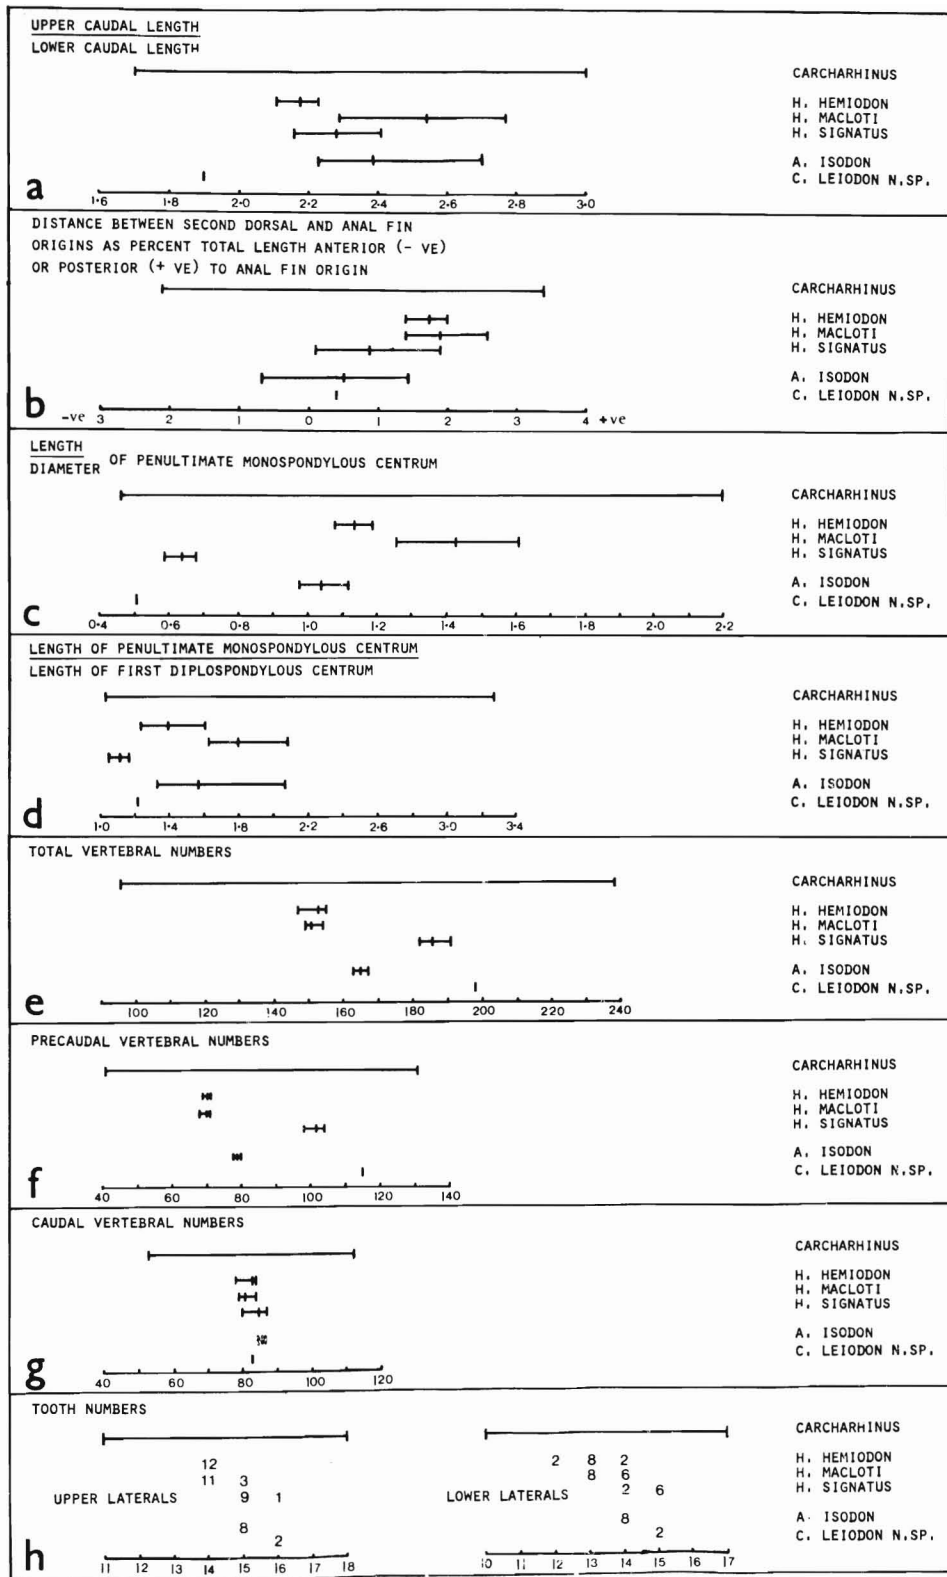 UPPER CAUDAL LENGTH
LOWER CAUDAL LENGTH
CARCHARHINUS
H. HEMIODON
H. MACLOTI
H. SIGNATUS
A. ISODON
C. LEIODON N.SP.
a
1·6 1·8 2·0 2·2 2·4 2·6 2·8 3·0
DISTANCE BETWEEN SECOND DORSAL AND ANAL FIN
ORIGINS AS PERCENT TOTAL LENGTH ANTERIOR (- VE)
OR POSTERIOR (+ VE) TO ANAL FIN ORIGIN
CARCHARHINUS
H. HEMIODON
H. MACLOTI
H. SIGNATUS
A. ISODON
C. LEIODON N.SP.
b
-ve 3 2 1 0 1 2 3 4 +ve
LENGTH
DIAMETER OF PENULTIMATE MONOSPONDYLOUS CENTRUM
CARCHARHINUS
H. HEMIODON
H. MACLOTI
H. SIGNATUS
A. ISODON
C. LEIODON N.SP.
c
0·4 0·6 0·8 1·0 1·2 1·4 1·6 1·8 2·0 2·2
LENGTH OF PENULTIMATE MONOSPONDYLOUS CENTRUM
LENGTH OF FIRST DIPLOSPONDYLOUS CENTRUM
CARCHARHINUS
H. HEMIODON
H. MACLOTI
H. SIGNATUS
A. ISODON
C. LEIODON N.SP.
d
1·0 1·4 1·8 2·2 2·6 3·0 3·4
TOTAL VERTEBRAL NUMBERS
CARCHARHINUS
H. HEMIODON
H. MACLOTI
H. SIGNATUS
A. ISODON
C. LEIODON N.SP.
e
100 120 140 160 180 200 220 240
PRECAUDAL VERTEBRAL NUMBERS
CARCHARHINUS
H. HEMIODON
H. MACLOTI
H. SIGNATUS
A. ISODON
C. LEIODON N.SP.
f
40 60 80 100 120 140
CAUDAL VERTEBRAL NUMBERS
CARCHARHINUS
H. HEMIODON
H. MACLOTI
H. SIGNATUS
A. ISODON
C. LEIODON N.SP.
g
40 60 80 100 120
TOOTH NUMBERS
CARCHARHINUS
12 2 8 2 H. HEMIODON
11 3 8 6 H. MACLOTI
UPPER LATERALS 9 1 LOWER LATERALS 2 6 H. SIGNATUS
8 8 A. ISODON
2 2 C. LEIODON N.SP.
h
11 12 13 14 15 16 17 18 10 11 12 13 14 15 16 17